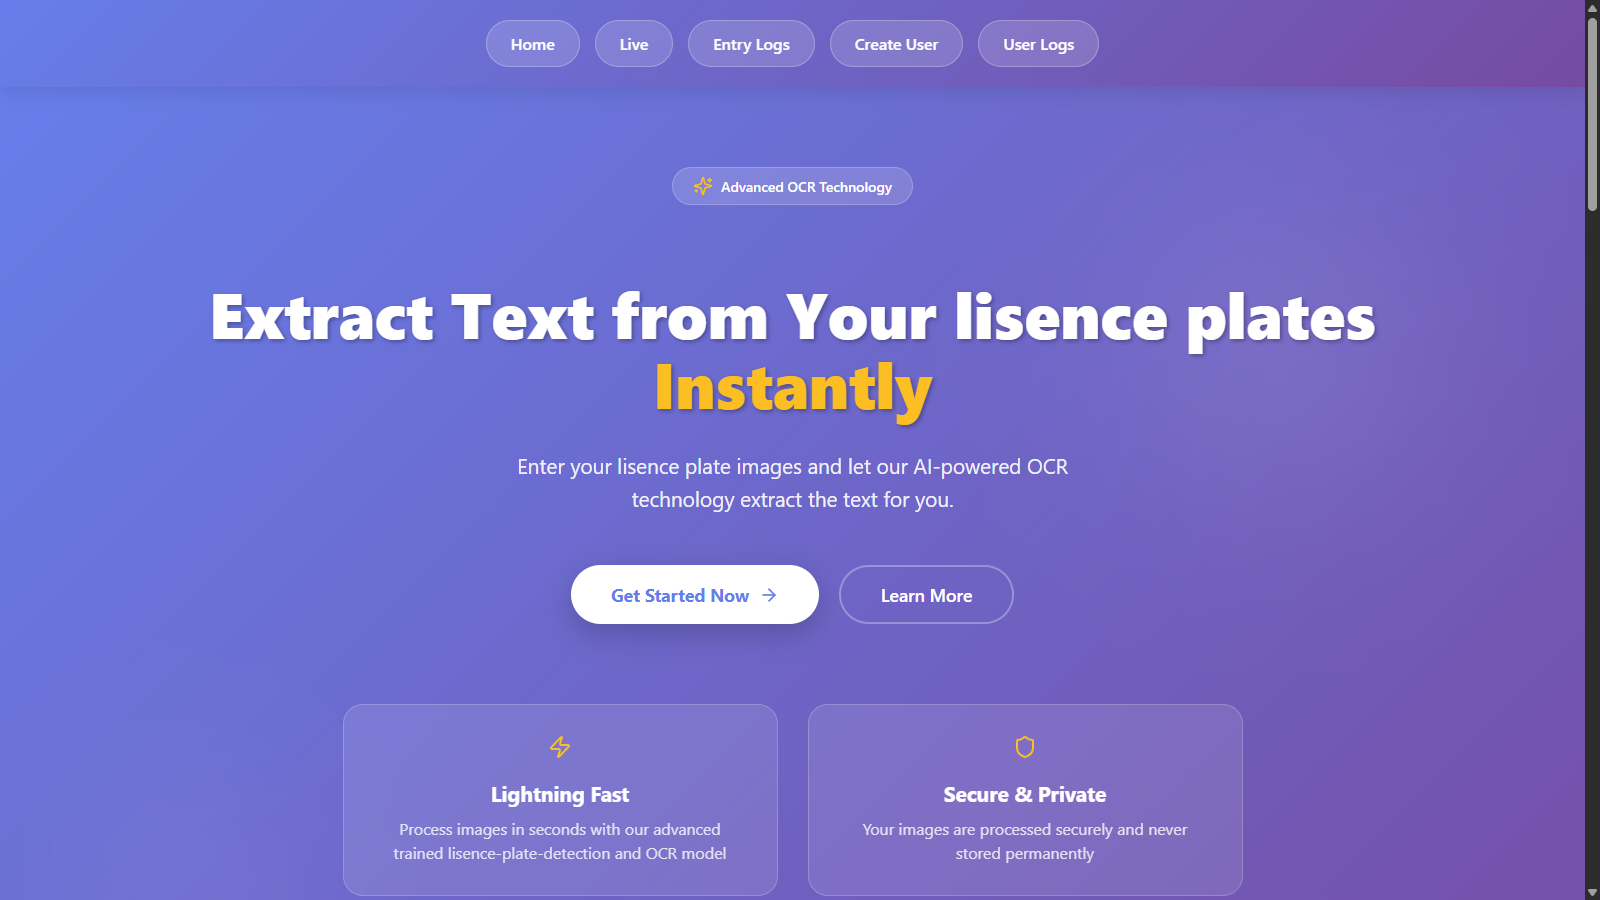 Home
Live
Entry Logs
Create User
User Logs
Advanced OCR Technology
Extract Text from Your lisence plates
Instantly
Enter your lisence plate images and let our AI-powered OCR
technology extract the text for you.
Get Started Now
Learn More
Lightning Fast
Process images in seconds with our advanced
trained lisence-plate-detection and OCR model
Secure & Private
Your images are processed securely and never
stored permanently